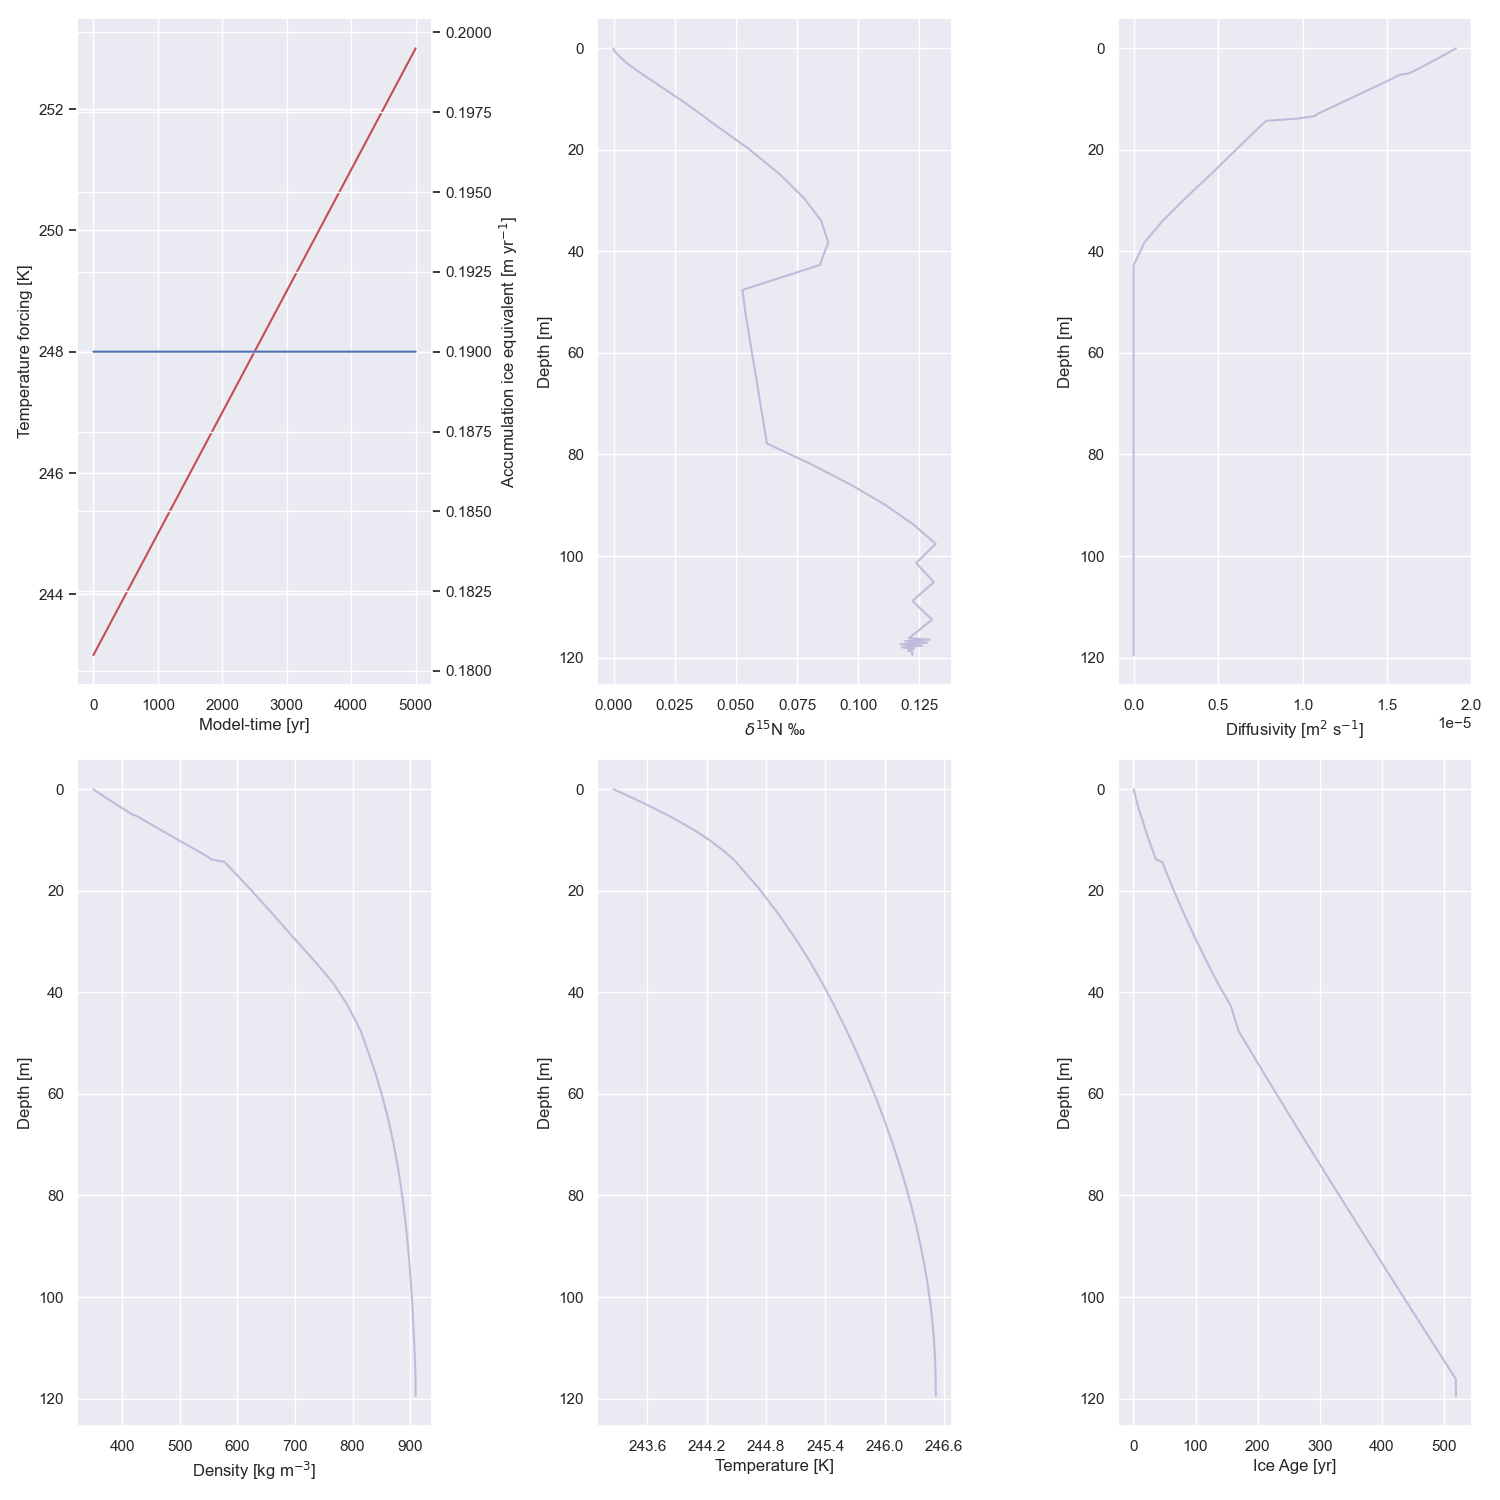 252
250
248
246
244
Temperature forcing [K]
0 1000 2000 3000 4000 5000
Model-time [yr]
0.2000
0.1975
0.1950
0.1925
0.1900
0.1875
0.1850
0.1825
0.1800
Accumulation ice equivalent [m yr⁻¹]
0
20
40
60
80
100
120
Depth [m]
0.000 0.025 0.050 0.075 0.100 0.125
δ¹⁵N ‰
0
20
40
60
80
100
120
Depth [m]
0.0 0.5 1.0 1.5 2.0
1e−5
Diffusivity [m² s⁻¹]
0
20
40
60
80
100
120
Depth [m]
400 500 600 700 800 900
Density [kg m⁻³]
0
20
40
60
80
100
120
Depth [m]
243.6 244.2 244.8 245.4 246.0 246.6
Temperature [K]
0
20
40
60
80
100
120
Depth [m]
0 100 200 300 400 500
Ice Age [yr]